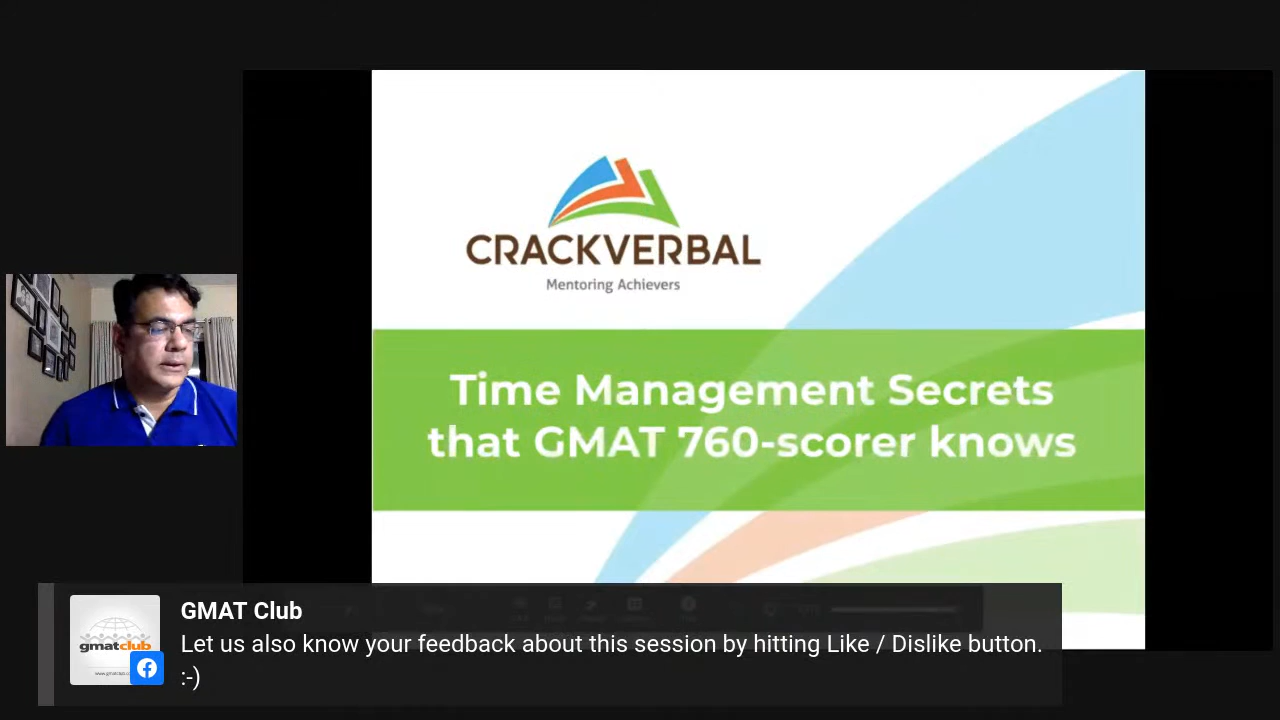 CRACKVERBAL
Mentoring Achievers
Time Management Secrets
that GMAT 760-scorer knows
GMAT Club
Let us also know your feedback about this session by hitting Like / Dislike button.
:-)
gmatclub